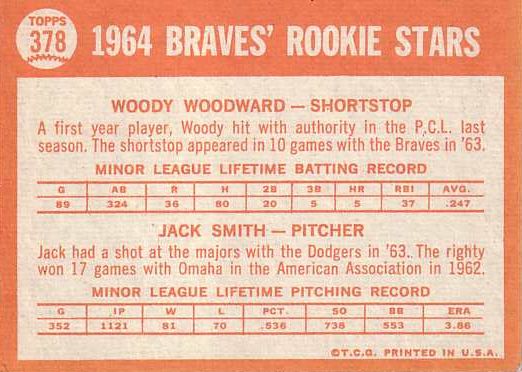 TOPPS
378
1964 BRAVES' ROOKIE STARS
WOODY WOODWARD — SHORTSTOP
A first year player, Woody hit with authority in the P.C.L. last
season. The shortstop appeared in 10 games with the Braves in '63.
MINOR LEAGUE LIFETIME BATTING RECORD
G AB R H 2B 3B HR RBI AVG.
89 324 36 80 20 5 5 37 .247
JACK SMITH — PITCHER
Jack had a shot at the majors with the Dodgers in '63. The righty
won 17 games with Omaha in the American Association in 1962.
MINOR LEAGUE LIFETIME PITCHING RECORD
G IP W L PCT. SO BB ERA
352 1121 81 70 .536 738 553 3.86
©T.C.G. PRINTED IN U.S.A.